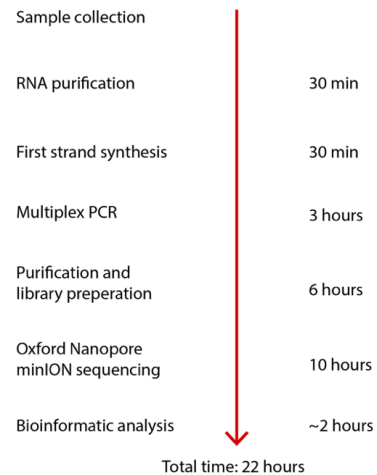 Sample collection
RNA purification 30 min
First strand synthesis 30 min
Multiplex PCR 3 hours
Purification and
library preperation 6 hours
Oxford Nanopore
minION sequencing 10 hours
Bioinformatic analysis ~2 hours
Total time: 22 hours